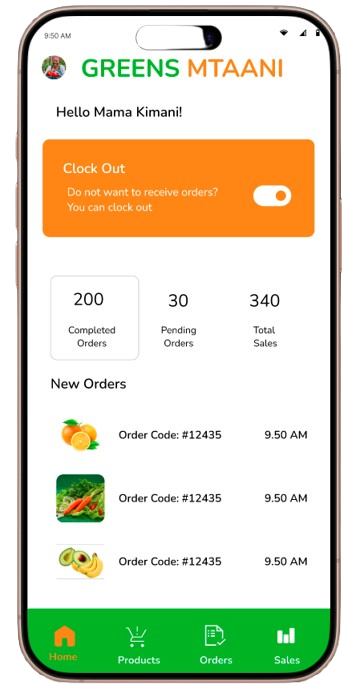 9:50 AM
GREENS MTAANI
Hello Mama Kimani!
Clock Out
Do not want to receive orders?
You can clock out
200
Completed
Orders
30
Pending
Orders
340
Total
Sales
New Orders
Order Code: #12435 9.50 AM
Order Code: #12435 9.50 AM
Order Code: #12435 9.50 AM
Home Products Orders Sales